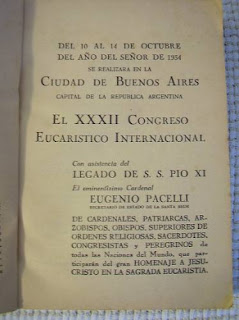 DEL 10 AL 14 DE OCTUBRE
DEL AÑO DEL SEÑOR DE 1934
SE REALIZARA EN LA
CIUDAD DE BUENOS AIRES
CAPITAL DE LA REPUBLICA ARGENTINA
EL XXXII CONGRESO
EUCARISTICO INTERNACIONAL
Con asistencia del
LEGADO DE S. S. PIO XI
El eminentísimo Cardenal
EUGENIO PACELLI
SECRETARIO DE ESTADO DE LA SANTA SEDE
DE CARDENALES, PATRIARCAS, AR-
ZOBISPOS, OBISPOS, SUPERIORES DE
ORDENES RELIGIOSAS, SACERDOTES,
CONGRESISTAS y PEREGRINOS de
todas las Naciones del Mundo, que par-
ticiparán del gran HOMENAJE A JESU-
CRISTO EN LA SAGRADA EUCARISTIA.